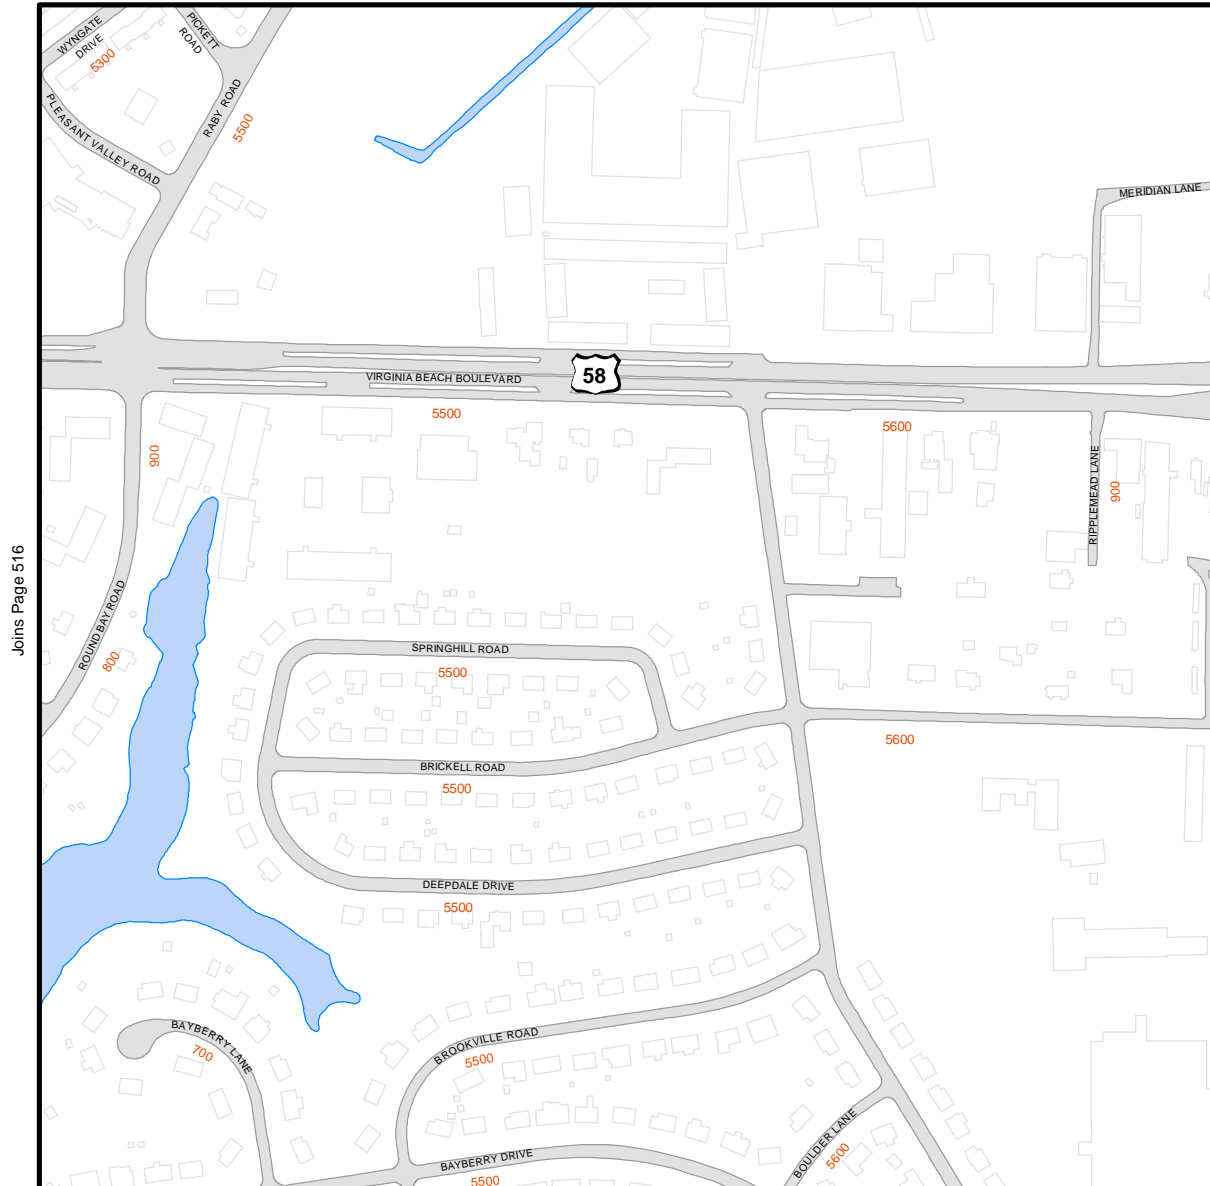 WYNGATE
DRIVE
5300
PICKETT
ROAD
RABY ROAD
5500
PLEASANT VALLEY ROAD
MERIDIAN LANE
VIRGINIA BEACH BOULEVARD
58
5500
5600
900
RIPPLEMEAD LANE
900
Joins Page 516
ROUND BAY ROAD
800
SPRINGHILL ROAD
5500
5600
BRICKELL ROAD
5500
DEEPDALE DRIVE
5500
BAYBERRY LANE
700
BROOKVILLE ROAD
5500
BOULDER LANE
5600
BAYBERRY DRIVE
5500